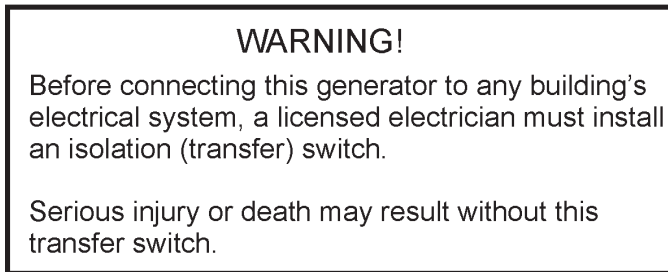 WARNING!
Before connecting this generator to any building's
electrical system, a licensed electrician must install
an isolation (transfer) switch.
Serious injury or death may result without this
transfer switch.